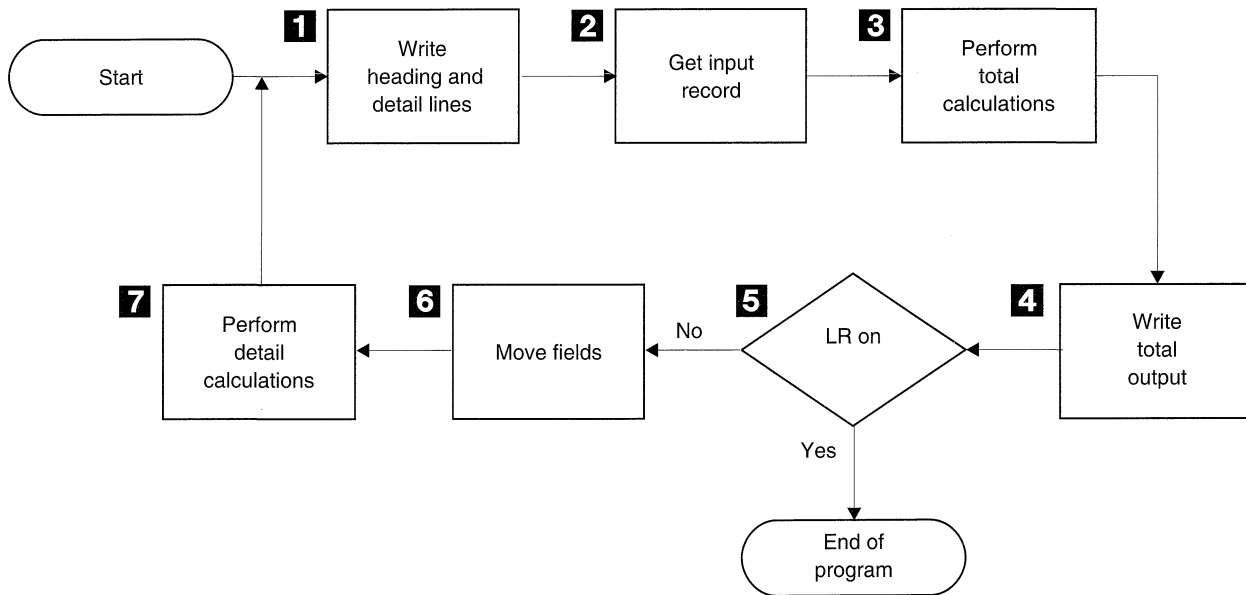 Start
1
Write
heading and
detail lines
2
Get input
record
3
Perform
total
calculations
4
Write
total
output
5
LR on
No
Yes
6
Move fields
7
Perform
detail
calculations
End of
program